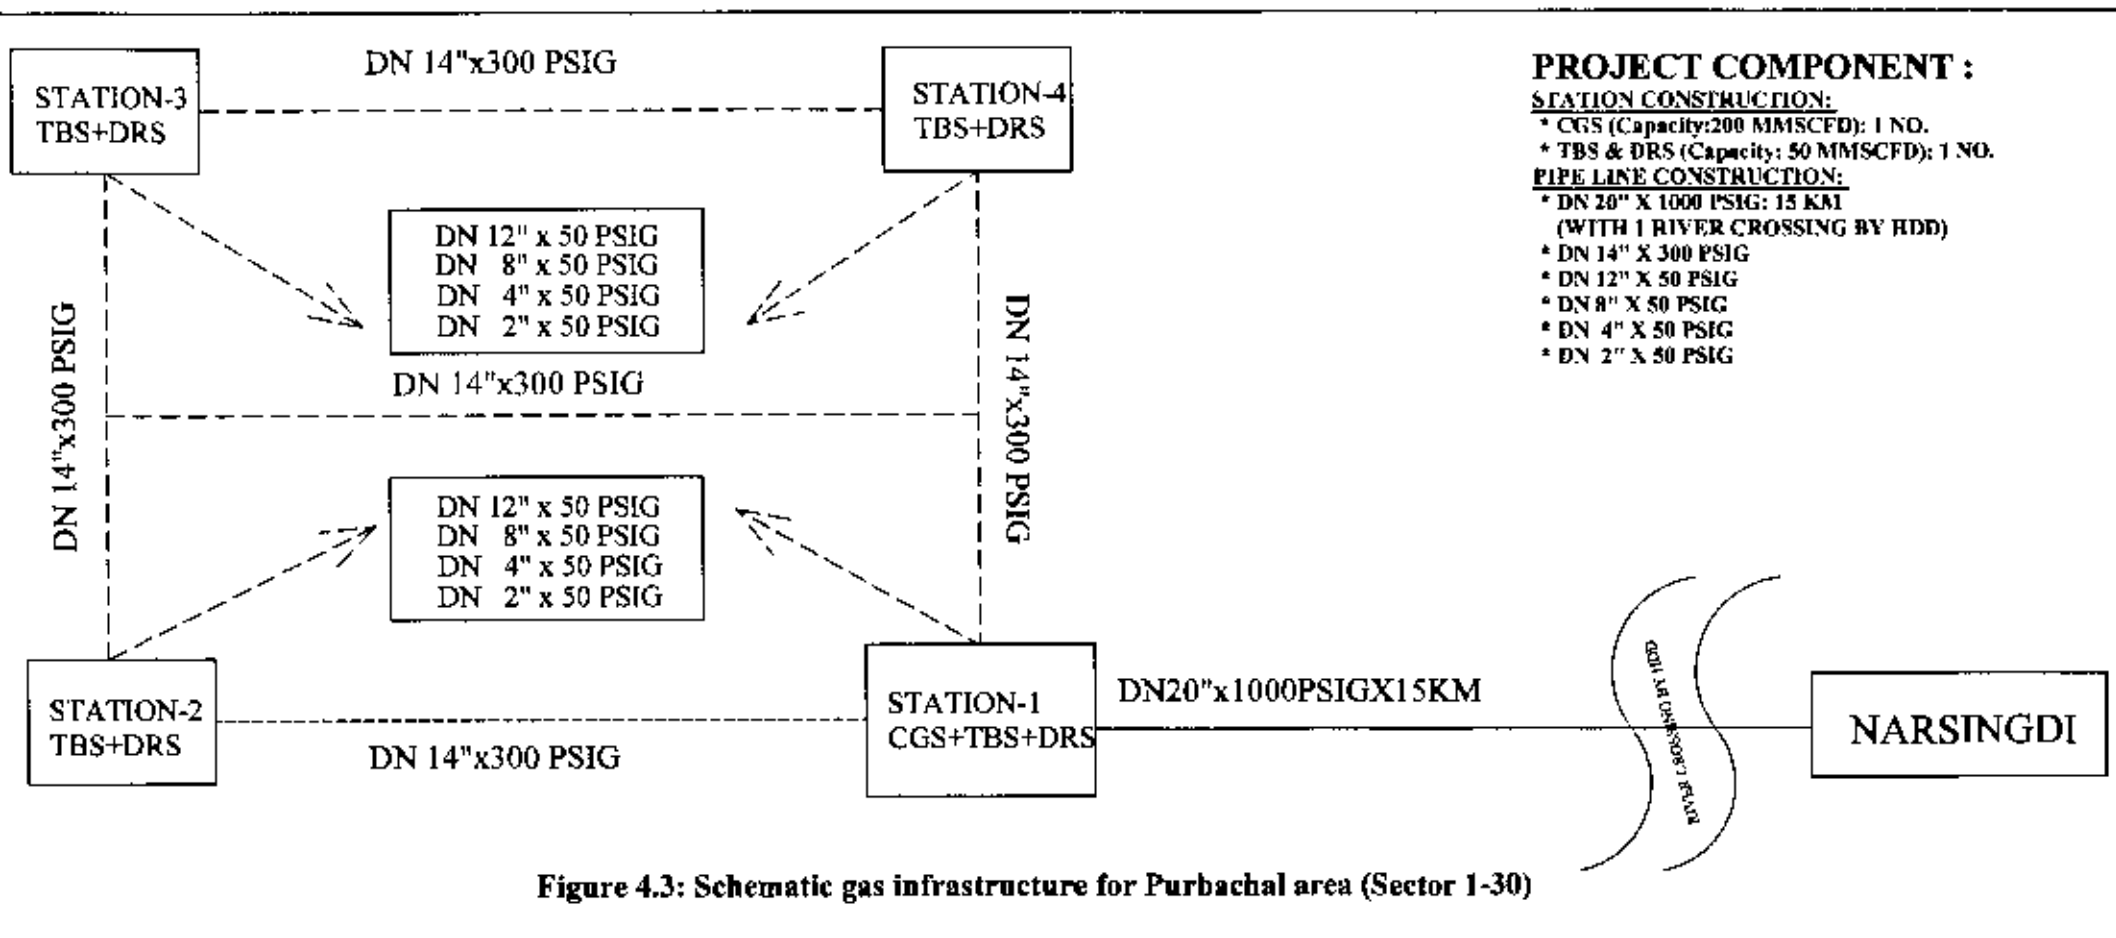 DN 14"x300 PSIG
STATION-3
TBS+DRS
STATION-4
TBS+DRS
PROJECT COMPONENT :
STATION CONSTRUCTION:
* CGS (Capacity:200 MMSCFD): 1 NO.
* TBS & DRS (Capacity: 50 MMSCFD): 1 NO.
PIPE LINE CONSTRUCTION:
* DN 20" X 1000 PSIG: 15 KM
(WITH 1 RIVER CROSSING BY HDD)
* DN 14" X 300 PSIG
* DN 12" X 50 PSIG
* DN 8" X 50 PSIG
* DN 4" X 50 PSIG
* DN 2" X 50 PSIG
DN 12" x 50 PSIG
DN 8" x 50 PSIG
DN 4" x 50 PSIG
DN 2" x 50 PSIG
DN 14"x300 PSIG
DN 14"x300 PSIG
DN 14"x300 PSIG
DN 12" x 50 PSIG
DN 8" x 50 PSIG
DN 4" x 50 PSIG
DN 2" x 50 PSIG
STATION-2
TBS+DRS
DN 14"x300 PSIG
STATION-1
CGS+TBS+DRS
DN20"x1000PSIGX15KM
RIVER CROSSING BY HDD
NARSINGDI
Figure 4.3: Schematic gas infrastructure for Purbachal area (Sector 1-30)